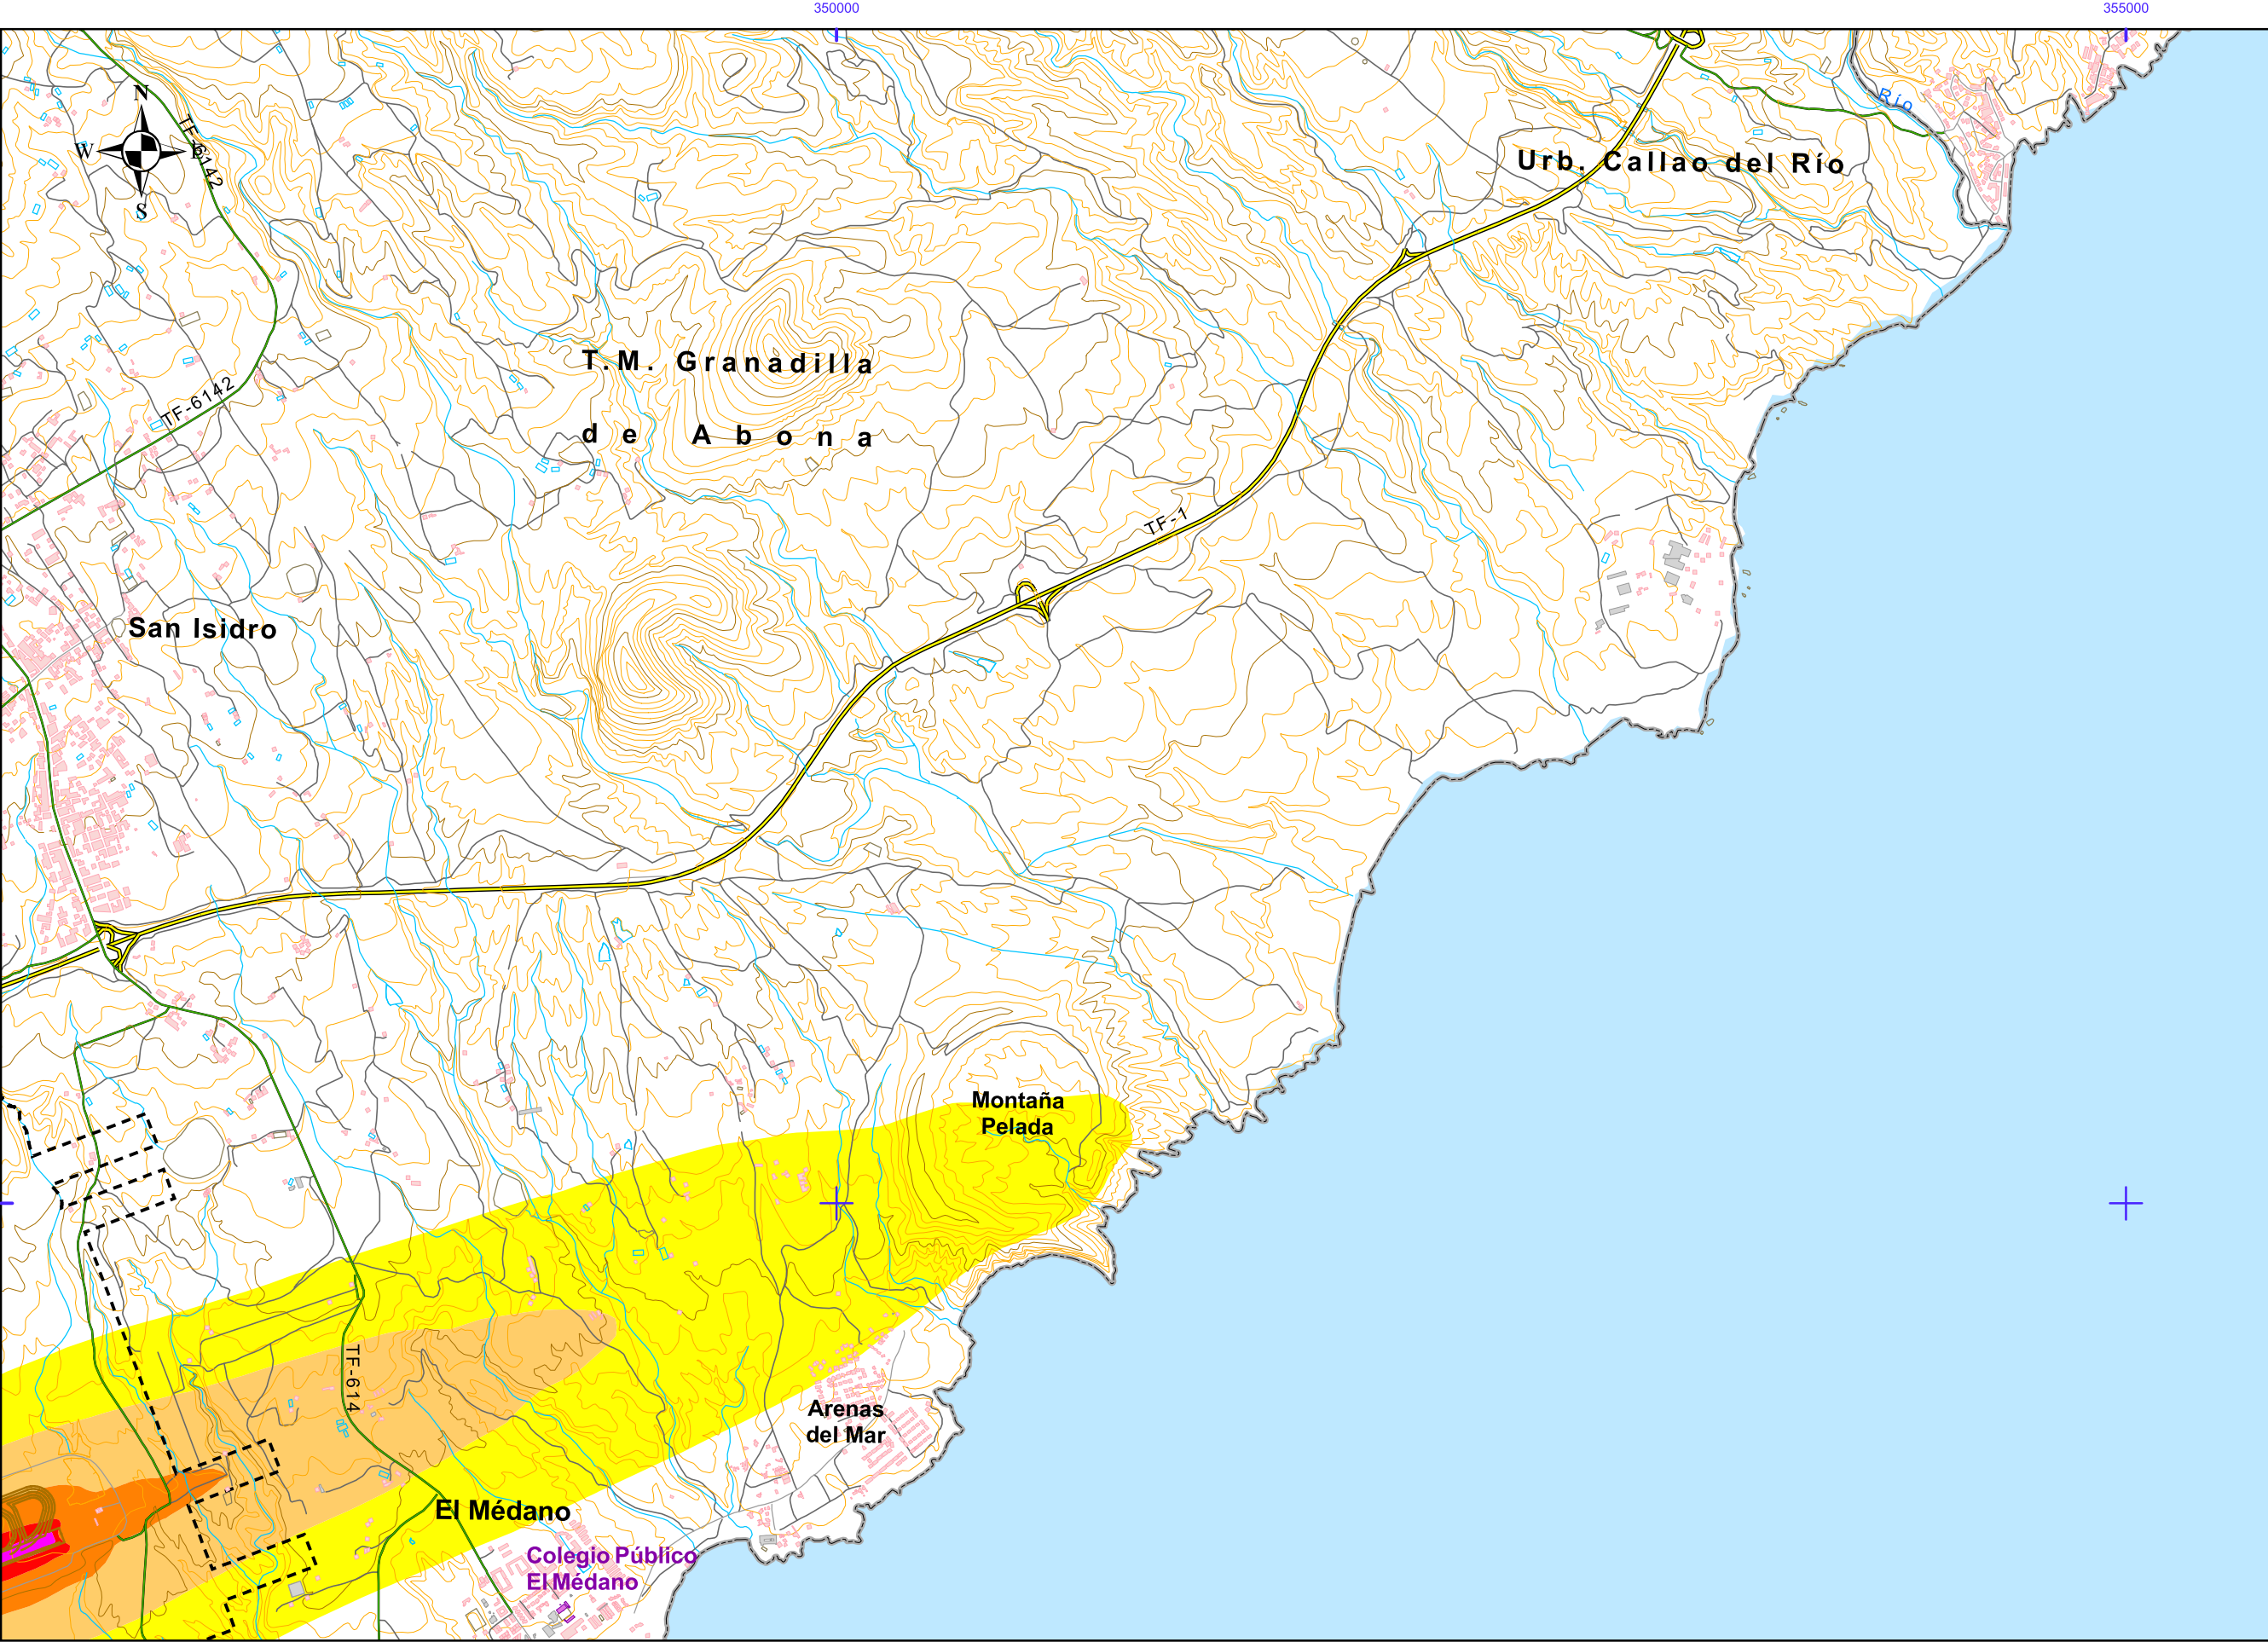 350000
355000
N
W
E
S
TF-6142
Río
Urb. Callao del Río
T.M. Granadilla
de Abona
TF-6142
TF-1
San Isidro
Montaña
Pelada
TF-614
Arenas
del Mar
El Médano
Colegio Público
El Médano